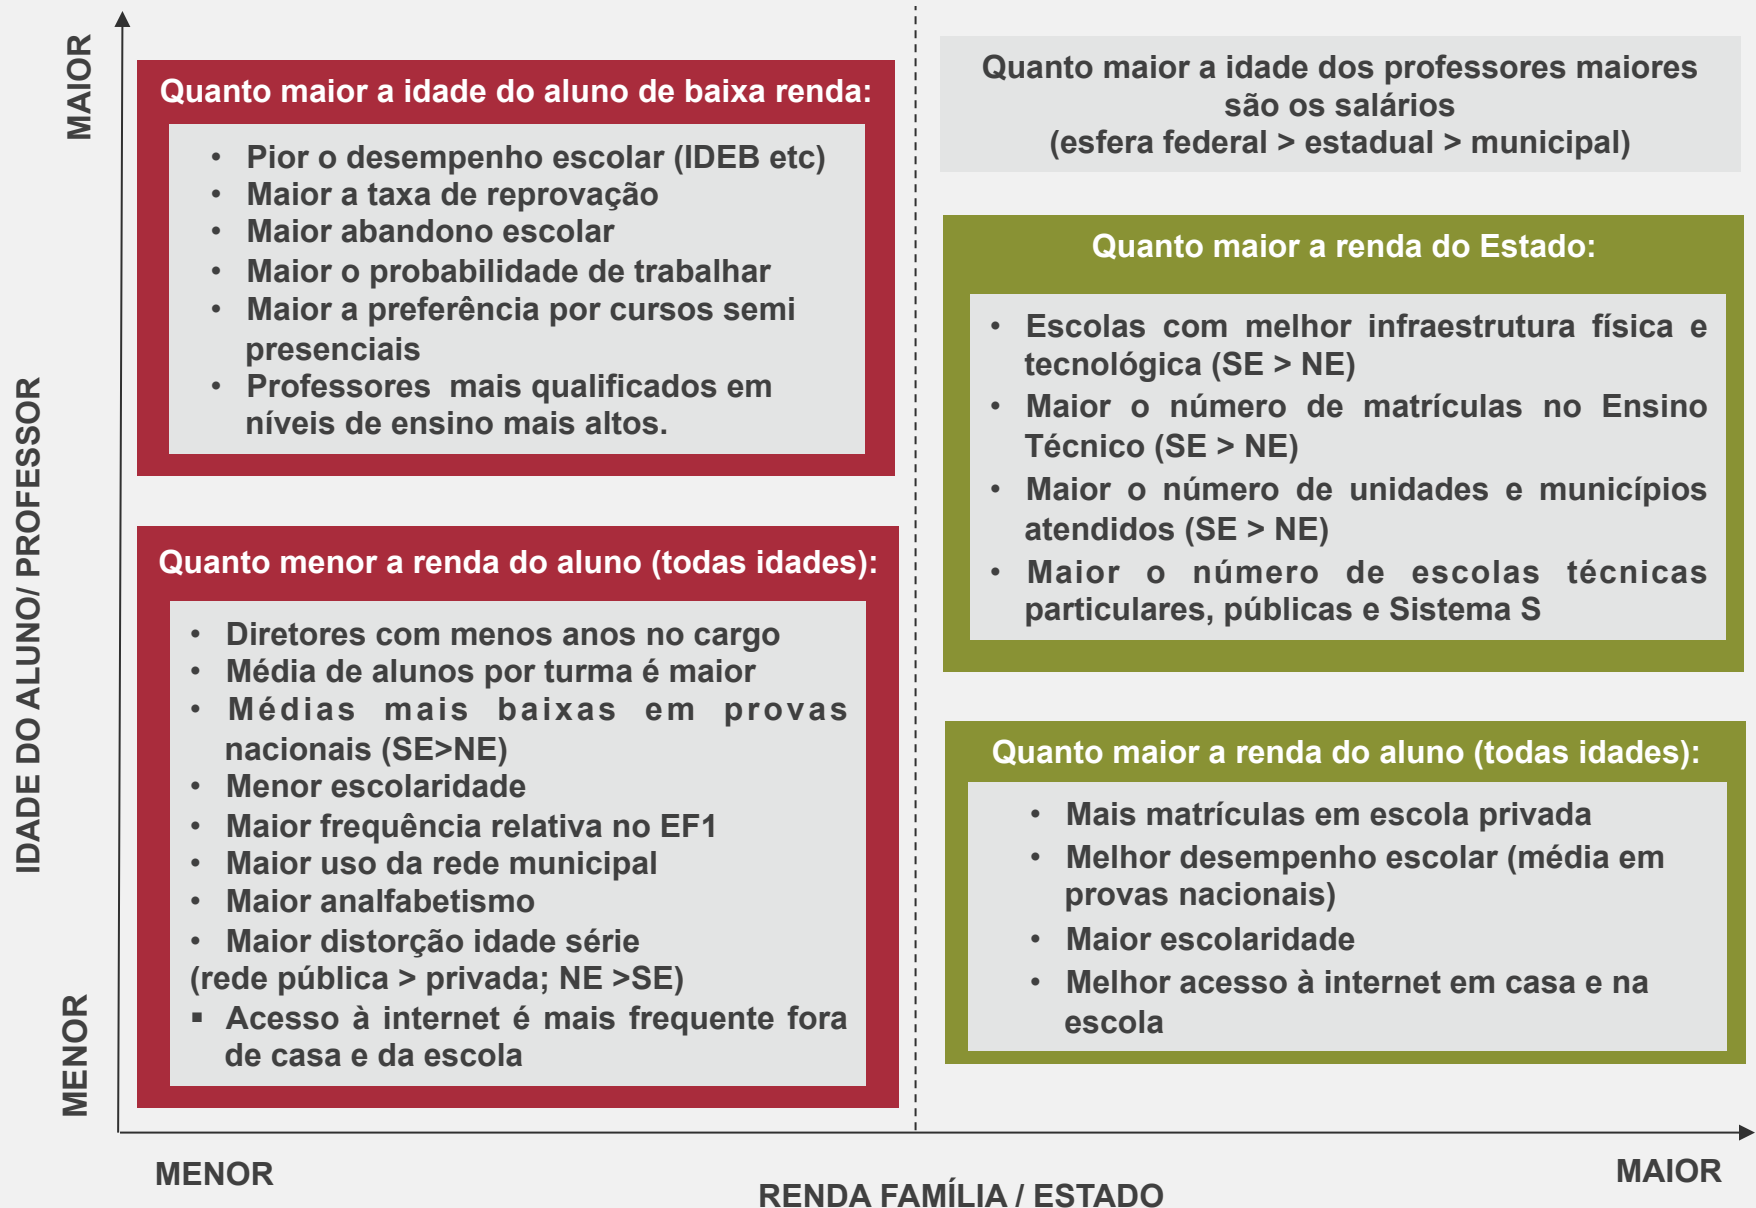 MAIOR
IDADE DO ALUNO/ PROFESSOR
MENOR
Quanto maior a idade do aluno de baixa renda:
• Pior o desempenho escolar (IDEB etc)
• Maior a taxa de reprovação
• Maior abandono escolar
• Maior o probabilidade de trabalhar
• Maior a preferência por cursos semi
presenciais
• Professores mais qualificados em
níveis de ensino mais altos.
Quanto menor a renda do aluno (todas idades):
• Diretores com menos anos no cargo
• Média de alunos por turma é maior
• Médias mais baixas em provas
nacionais (SE>NE)
• Menor escolaridade
• Maior frequência relativa no EF1
• Maior uso da rede municipal
• Maior analfabetismo
• Maior distorção idade série
(rede pública > privada; NE >SE)
▪ Acesso à internet é mais frequente fora
de casa e da escola
Quanto maior a idade dos professores maiores
são os salários
(esfera federal > estadual > municipal)
Quanto maior a renda do Estado:
• Escolas com melhor infraestrutura física e
tecnológica (SE > NE)
• Maior o número de matrículas no Ensino
Técnico (SE > NE)
• Maior o número de unidades e municípios
atendidos (SE > NE)
• Maior o número de escolas técnicas
particulares, públicas e Sistema S
Quanto maior a renda do aluno (todas idades):
• Mais matrículas em escola privada
• Melhor desempenho escolar (média em
provas nacionais)
• Maior escolaridade
• Melhor acesso à internet em casa e na
escola
MENOR
RENDA FAMÍLIA / ESTADO
MAIOR